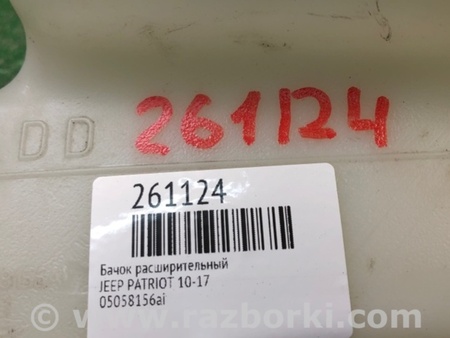 DD 261124
261124
Бачок расширительный
JEEP PATRIOT 10-17
05058156ai
© www.razborki.com